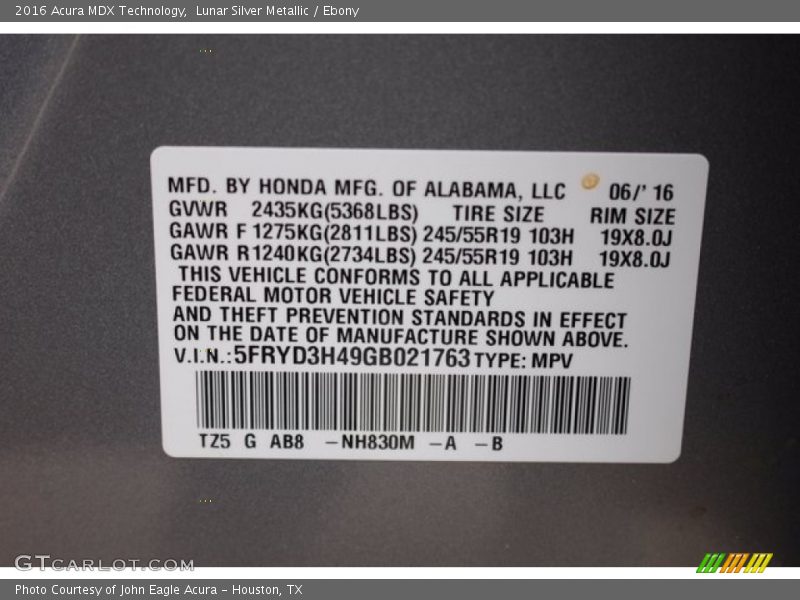 2016 Acura MDX Technology,  Lunar Silver Metallic / Ebony
MFD. BY HONDA MFG. OF ALABAMA, LLC 06/' 16
GVWR 2435KG(5368LBS) TIRE SIZE RIM SIZE
GAWR F 1275KG(2811LBS) 245/55R19 103H 19X8.0J
GAWR R 1240KG(2734LBS) 245/55R19 103H 19X8.0J
THIS VEHICLE CONFORMS TO ALL APPLICABLE
FEDERAL MOTOR VEHICLE SAFETY
AND THEFT PREVENTION STANDARDS IN EFFECT
ON THE DATE OF MANUFACTURE SHOWN ABOVE.
V.I.N.: 5FRYD3H49GB021763 TYPE: MPV
TZ5 G AB8 –NH830M –A –B
GTCARLOT.COM
Photo Courtesy of John Eagle Acura – Houston, TX